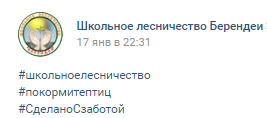 Школьное лесничество Берендеи
17 янв в 22:31
#школьноелесничество
#покормитептиц
#СделаноСзаботой